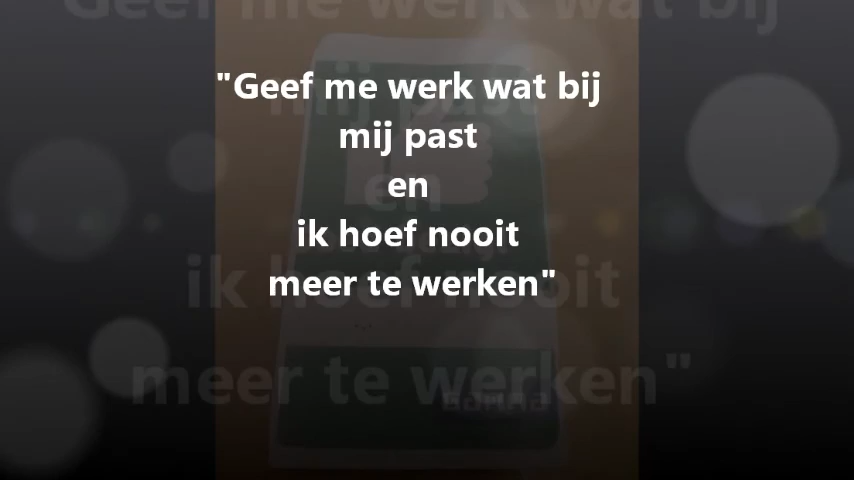 "Geef me werk wat bij
mij past
en
ik hoef nooit
meer te werken"